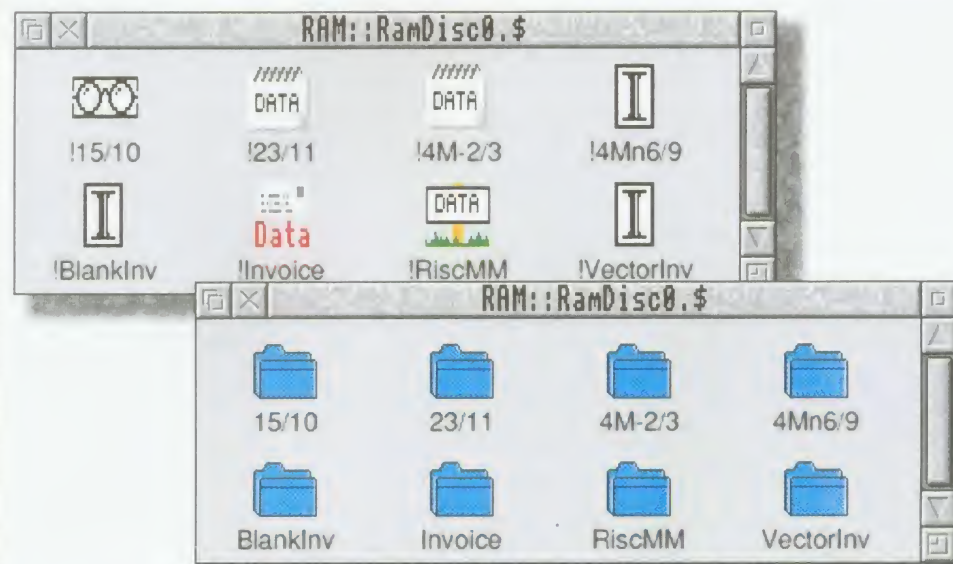 RAM::RamDisc0.$
DATA DATA I
!15/10 !23/11 !4M-2/3 !4Mn6/9
I Data DATA I
!BlankInv !Invoice !RiscMM !VectorInv
RAM::RamDisc0.$
15/10 23/11 4M-2/3 4Mn6/9
BlankInv Invoice RiscMM VectorInv